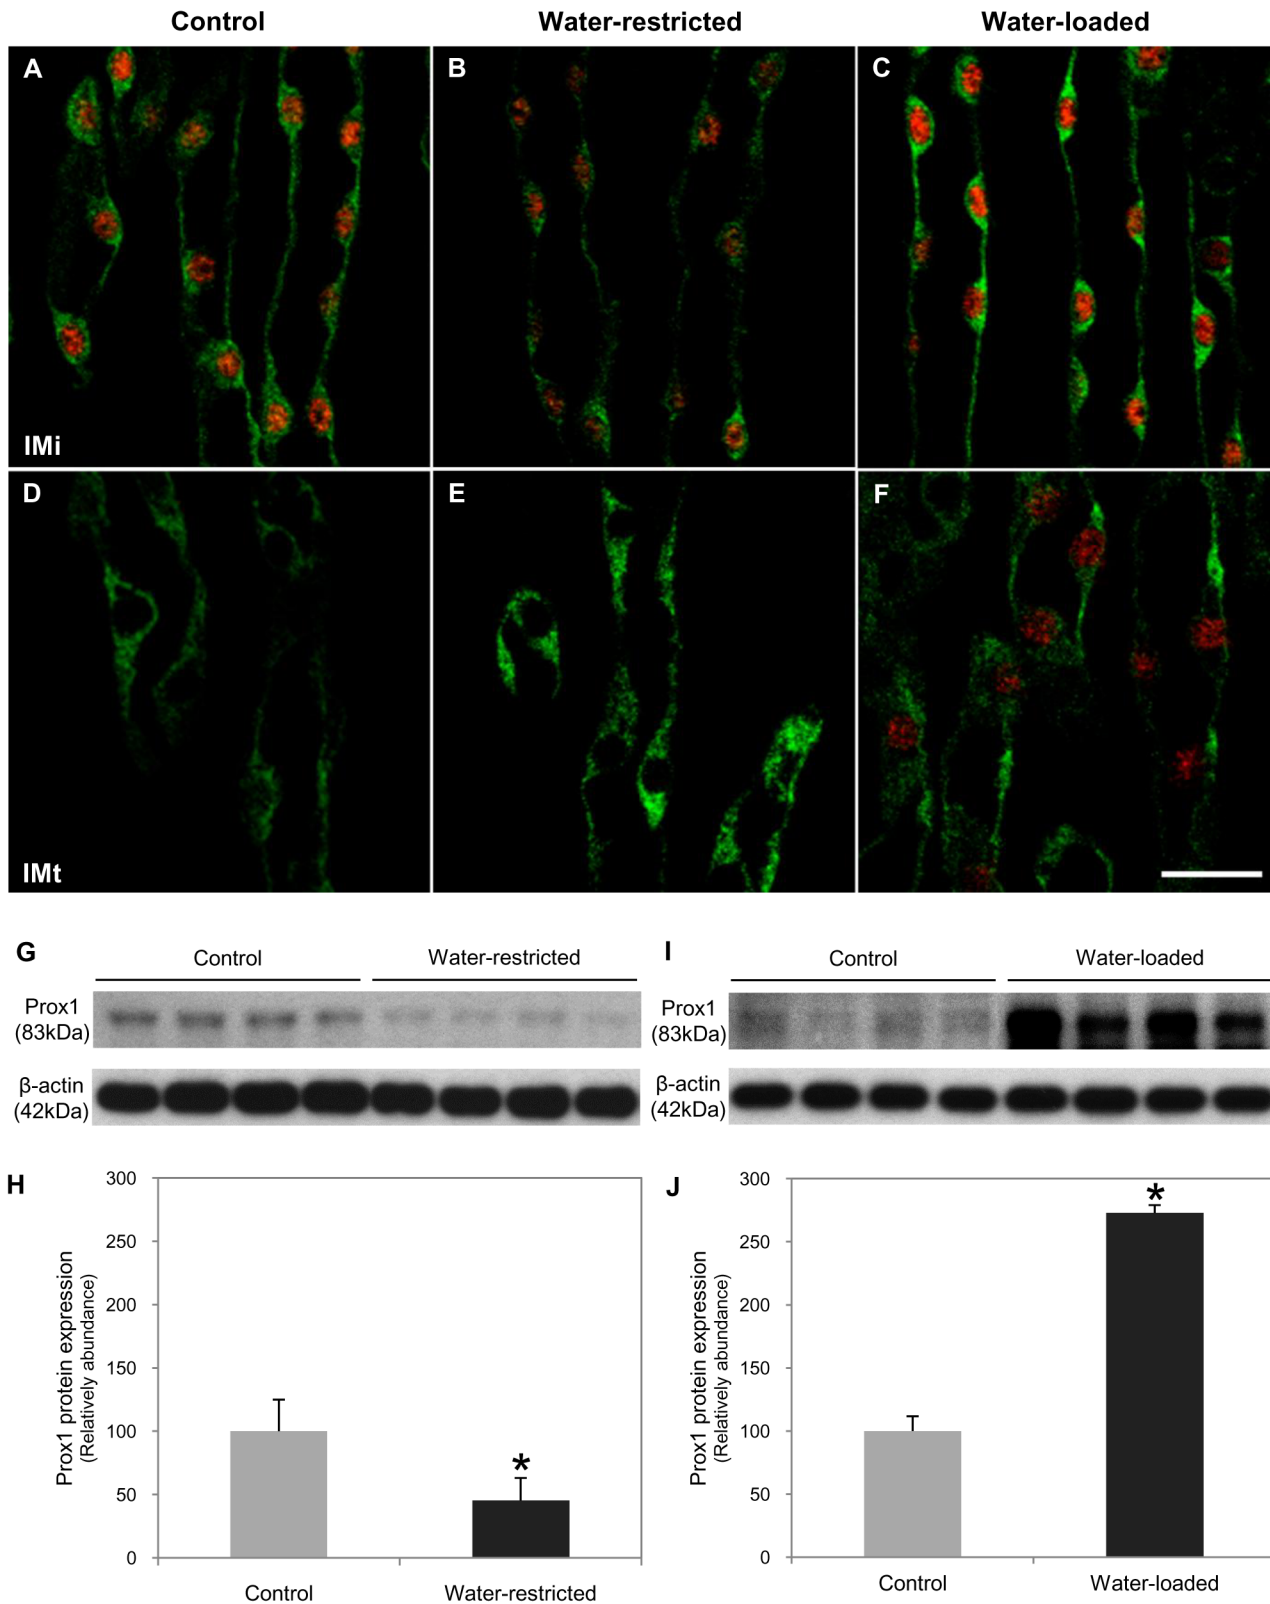 Control
Water-restricted
Water-loaded
A
B
C
IMi
D
E
F
IMt
G
Control
Water-restricted
Prox1
(83kDa)
β-actin
(42kDa)
I
Control
Water-loaded
Prox1
(83kDa)
β-actin
(42kDa)
H
Prox1 protein expression
(Relatively abundance)
300
250
200
150
100
50
0
*
Control
Water-restricted
J
Prox1 protein expression
(Relatively abundance)
300
250
200
150
100
50
0
*
Control
Water-loaded